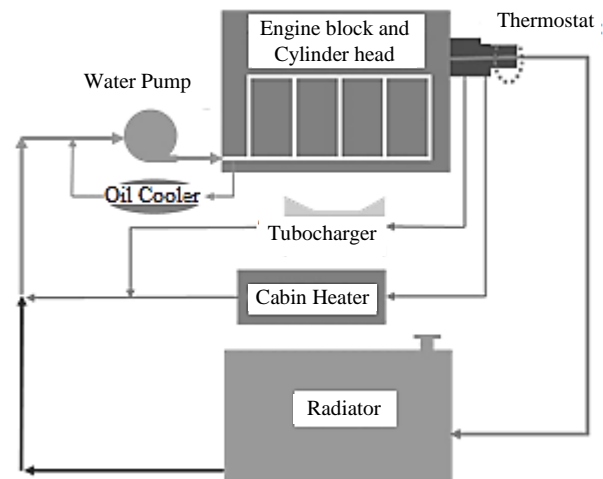 Thermostat
Engine block and
Cylinder head
Water Pump
Oil Cooler
Tubocharger
Cabin Heater
Radiator